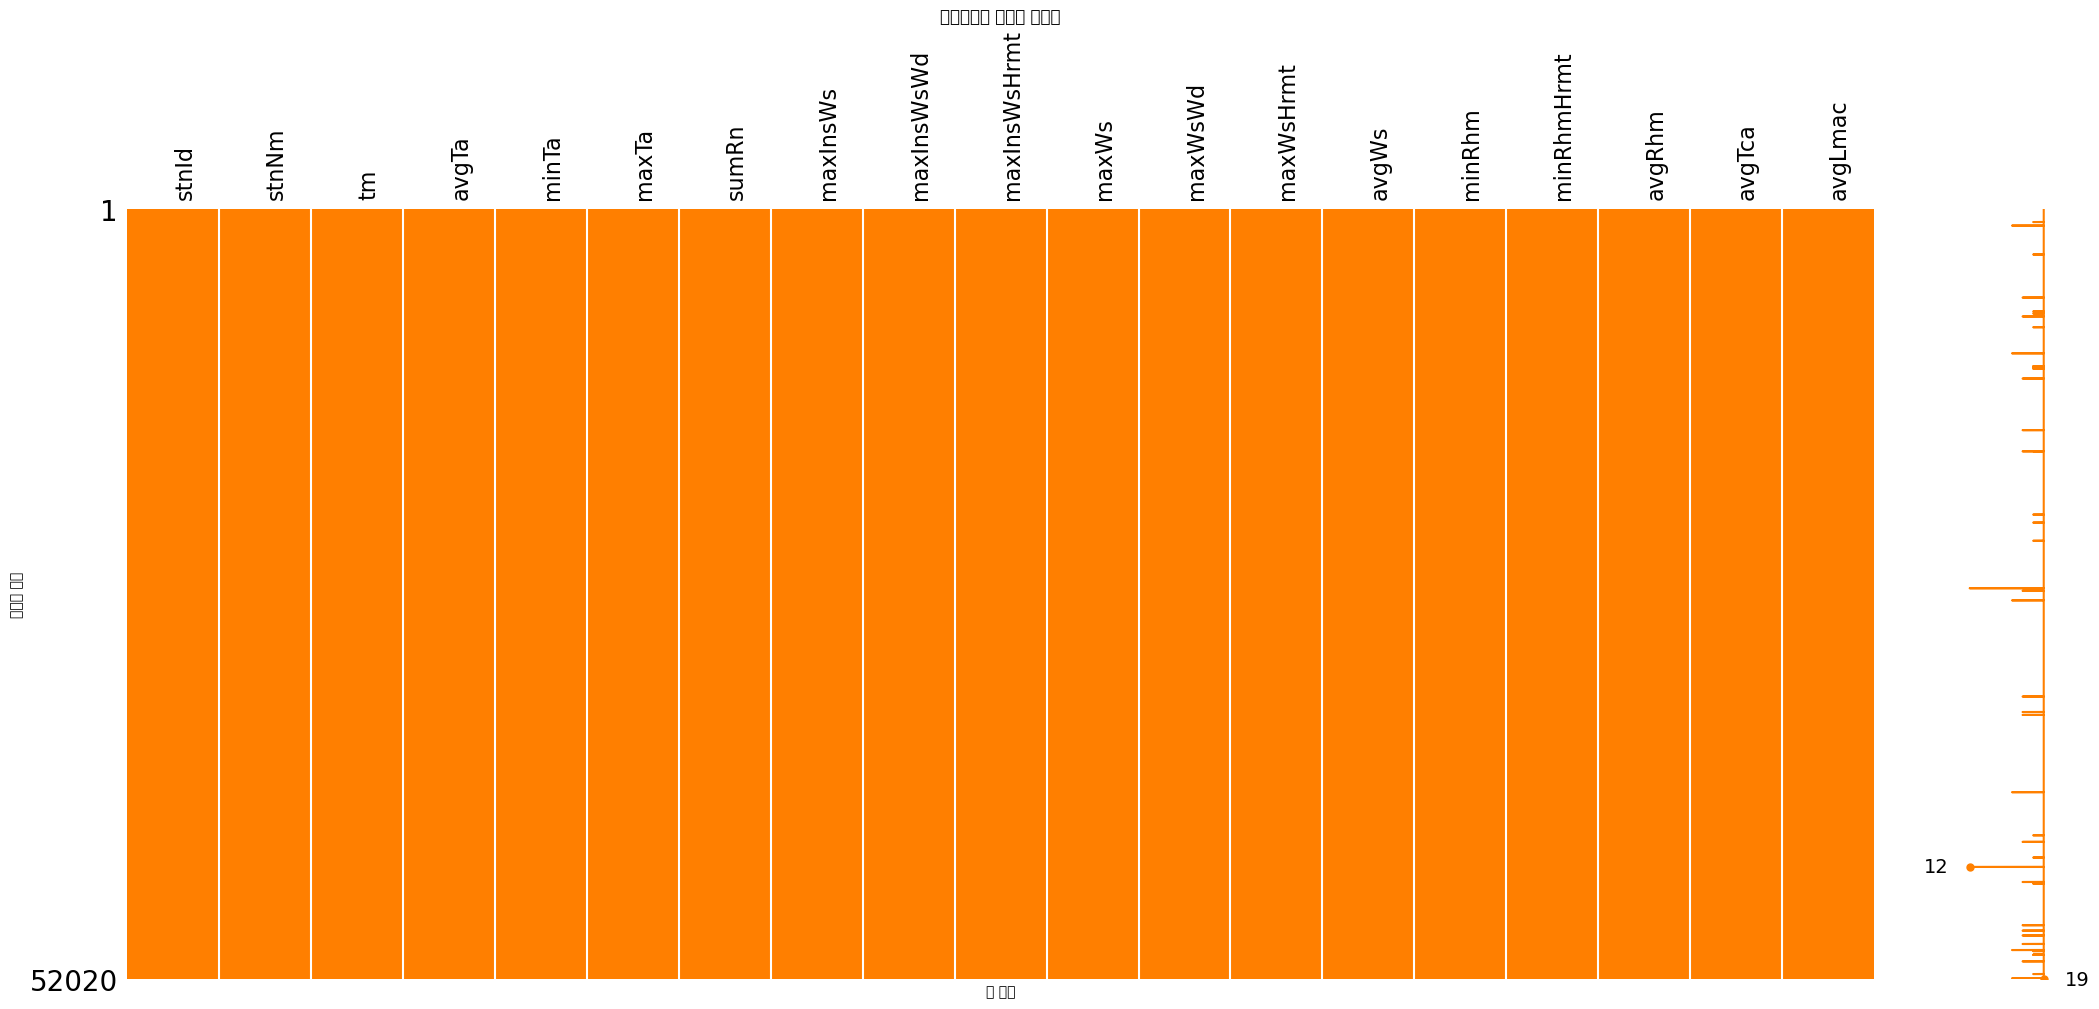 stnId
stnNm
tm
avgTa
minTa
maxTa
sumRn
maxInsWs
maxInsWsWd
maxInsWsHrmt
maxWs
maxWsWd
maxWsHrmt
avgWs
minRhm
minRhmHrmt
avgRhm
avgTca
avgLmac
1
52020
12
19